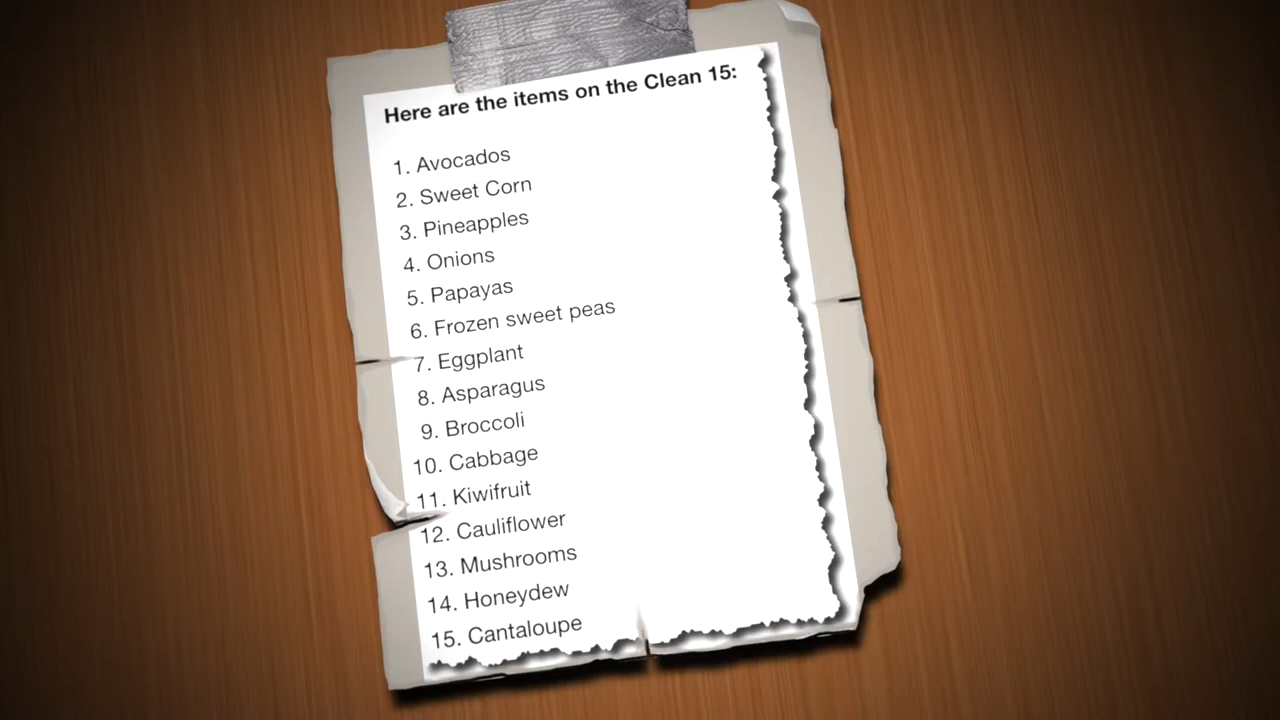 Here are the items on the Clean 15:
1. Avocados
2. Sweet Corn
3. Pineapples
4. Onions
5. Papayas
6. Frozen sweet peas
7. Eggplant
8. Asparagus
9. Broccoli
10. Cabbage
11. Kiwifruit
12. Cauliflower
13. Mushrooms
14. Honeydew
15. Cantaloupe